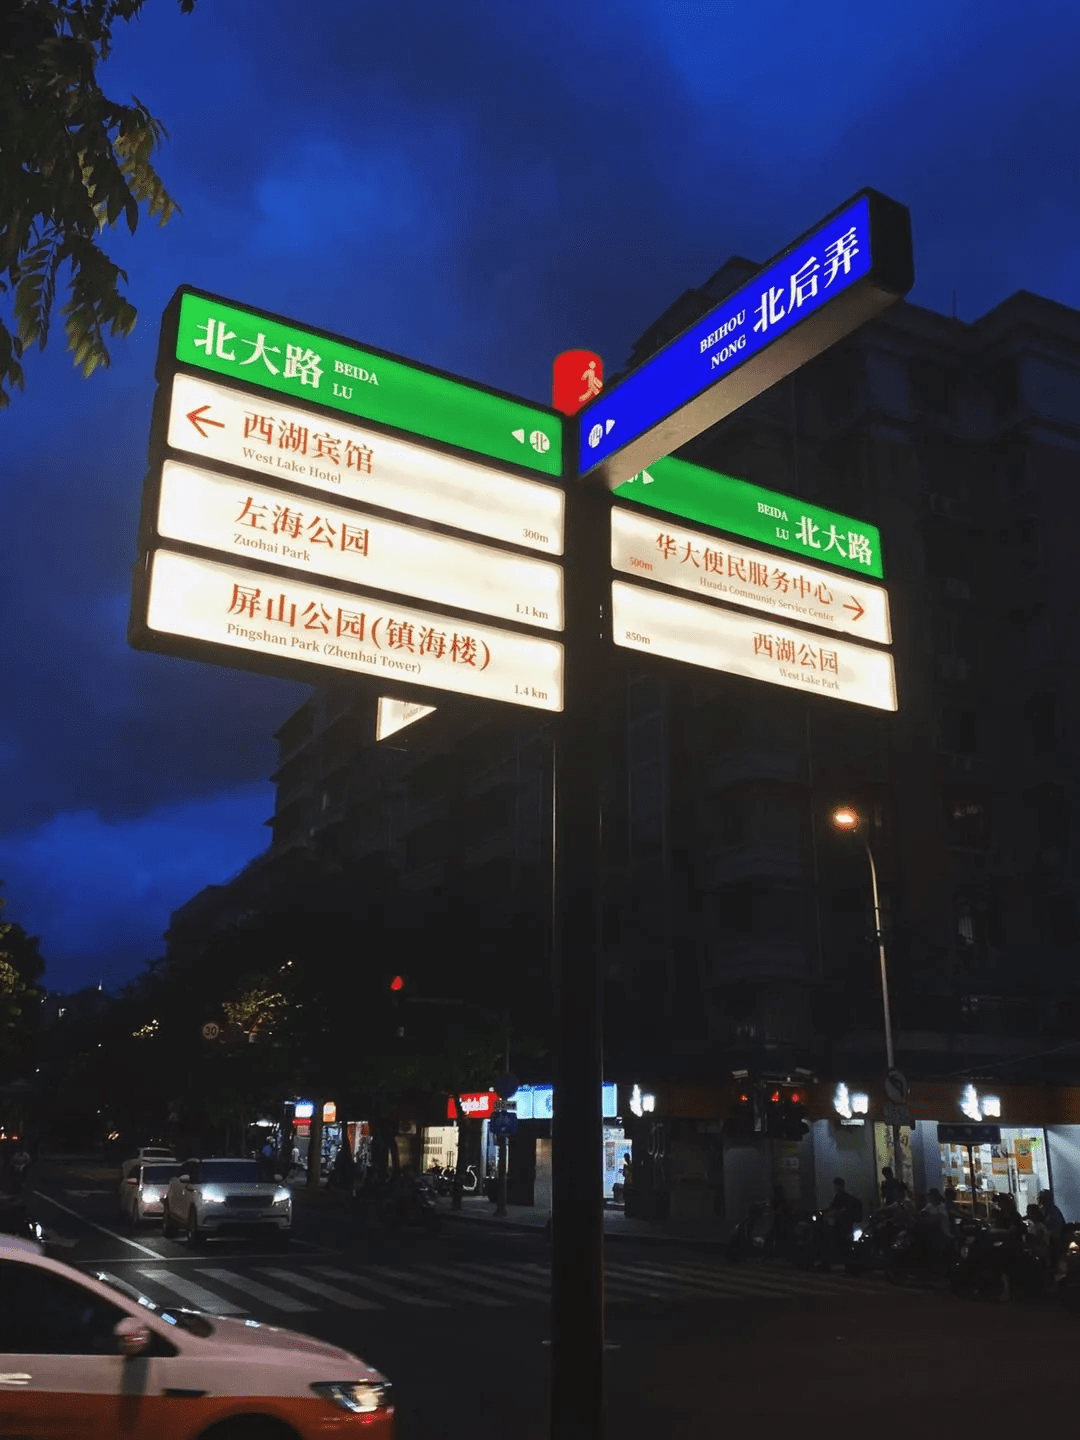 北大路 BEIDA
LU
北
西湖宾馆
West Lake Hotel
300m
左海公园
Zuohai Park
1.1 km
屏山公园(镇海楼)
Pingshan Park (Zhenhai Tower)
1.4 km
BEIHOU
NONG
北后弄
BEIDA
LU
北大路
华大便民服务中心
500m
Huada Community Service Center
西湖公园
850m
West Lake Park
30